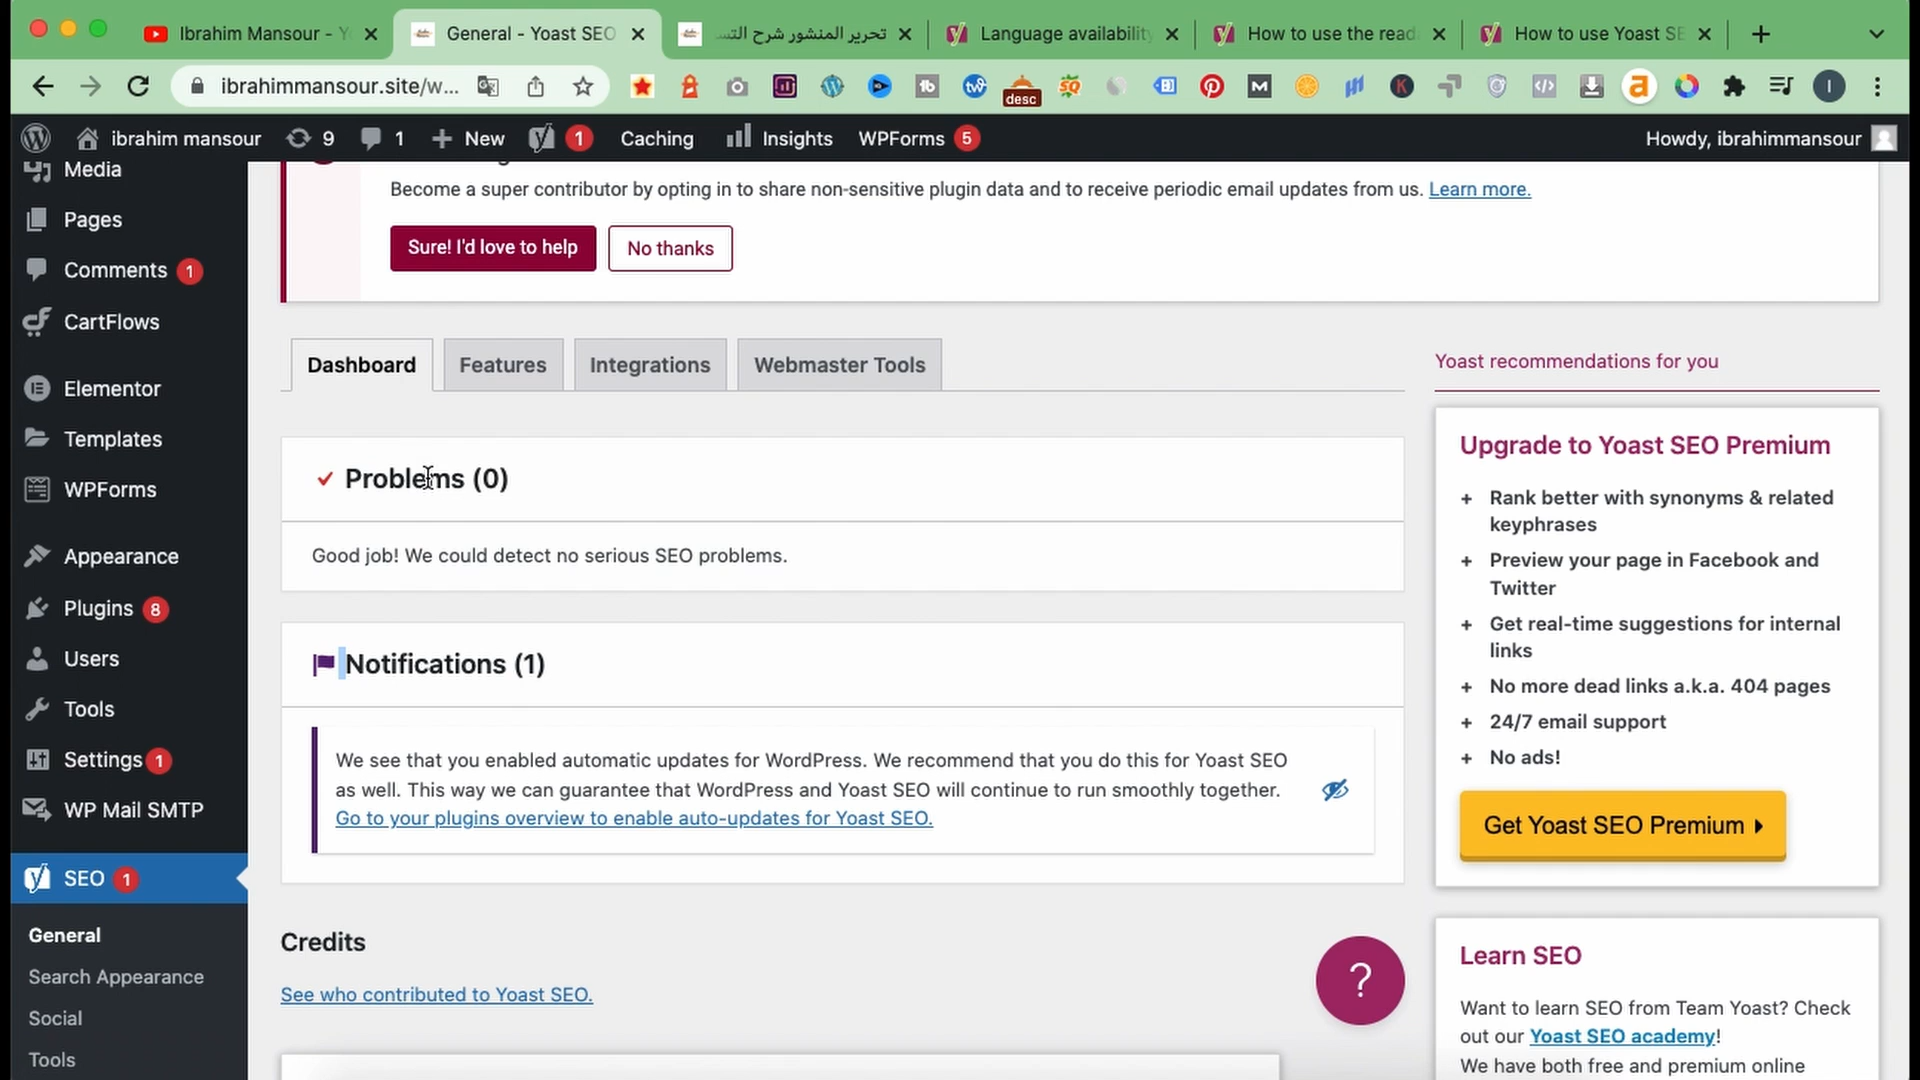 Ibrahim Mansour - Y
General - Yoast SEO
تحرير المنشور شرح التس
Language availability
How to use the read
How to use Yoast SE
ibrahimmansour.site/w...
desc
ibrahim mansour
9
1
New
1
Caching
Insights
WPForms 5
Howdy, ibrahimmansour
Media
Pages
Comments 1
CartFlows
Elementor
Templates
WPForms
Appearance
Plugins 8
Users
Tools
Settings 1
WP Mail SMTP
SEO 1
General
Search Appearance
Social
Tools
Become a super contributor by opting in to share non-sensitive plugin data and to receive periodic email updates from us. Learn more.
Sure! I'd love to help
No thanks
Dashboard
Features
Integrations
Webmaster Tools
Problems (0)
Good job! We could detect no serious SEO problems.
Notifications (1)
We see that you enabled automatic updates for WordPress. We recommend that you do this for Yoast SEO
as well. This way we can guarantee that WordPress and Yoast SEO will continue to run smoothly together.
Go to your plugins overview to enable auto-updates for Yoast SEO.
Credits
See who contributed to Yoast SEO.
?
Yoast recommendations for you
Upgrade to Yoast SEO Premium
+ Rank better with synonyms & related
keyphrases
+ Preview your page in Facebook and
Twitter
+ Get real-time suggestions for internal
links
+ No more dead links a.k.a. 404 pages
+ 24/7 email support
+ No ads!
Get Yoast SEO Premium
Learn SEO
Want to learn SEO from Team Yoast? Check
out our Yoast SEO academy!
We have both free and premium online